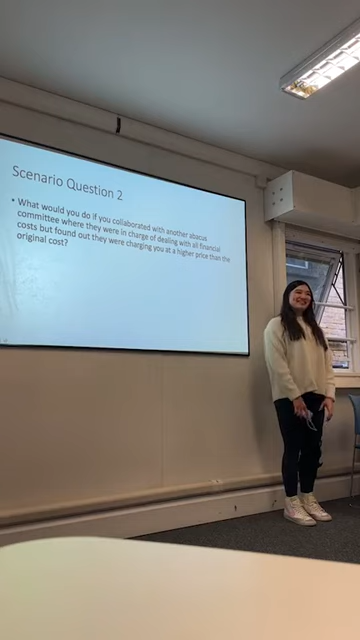 Scenario Question 2
• What would you do if you collaborated with another abacus
committee where they were in charge of dealing with all financial
costs but found out they were charging you at a higher price than the
original cost?